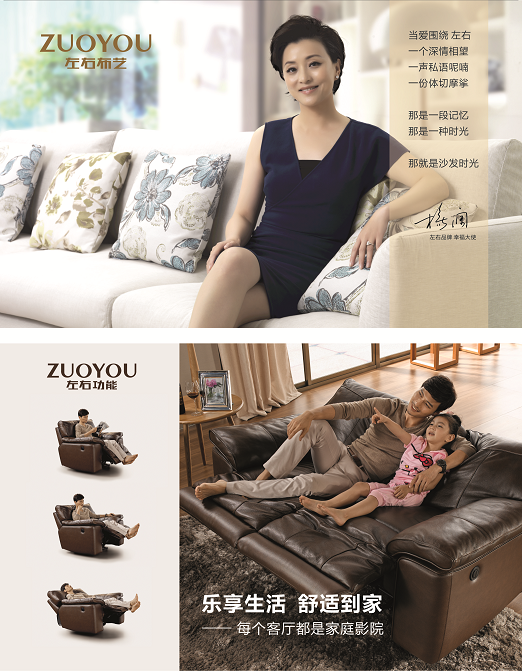 ZUOYOU
左右布艺
当爱围绕 左右
一个深情相望
一声私语呢喃
一份体切摩挲
那是一段记忆
那是一种时光
那就是沙发时光
左右品牌 幸福大使
ZUOYOU
左右功能
乐享生活 舒适到家
—— 每个客厅都是家庭影院